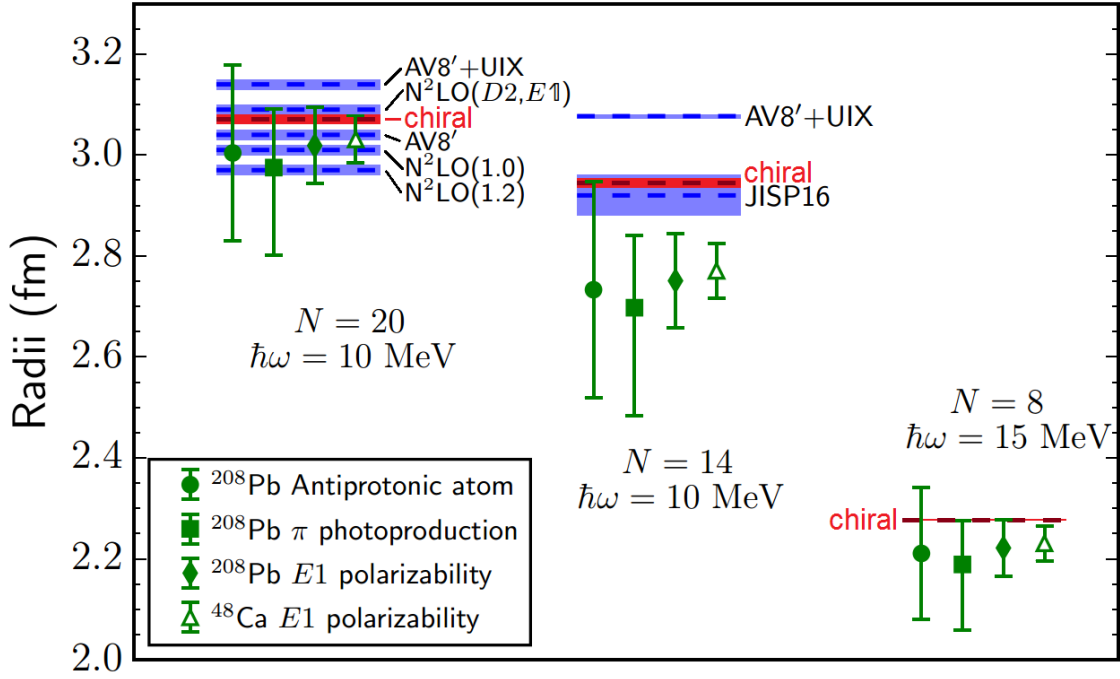 Radii (fm)
3.2
3.0
2.8
2.6
2.4
2.2
2.0
AV8′+UIX
N²LO(D2,E𝟙)
chiral
AV8′
N²LO(1.0)
N²LO(1.2)
N = 20
ħω = 10 MeV
AV8′+UIX
chiral
JISP16
N = 14
ħω = 10 MeV
N = 8
ħω = 15 MeV
chiral
²⁰⁸Pb Antiprotonic atom
²⁰⁸Pb π photoproduction
²⁰⁸Pb E1 polarizability
⁴⁸Ca E1 polarizability